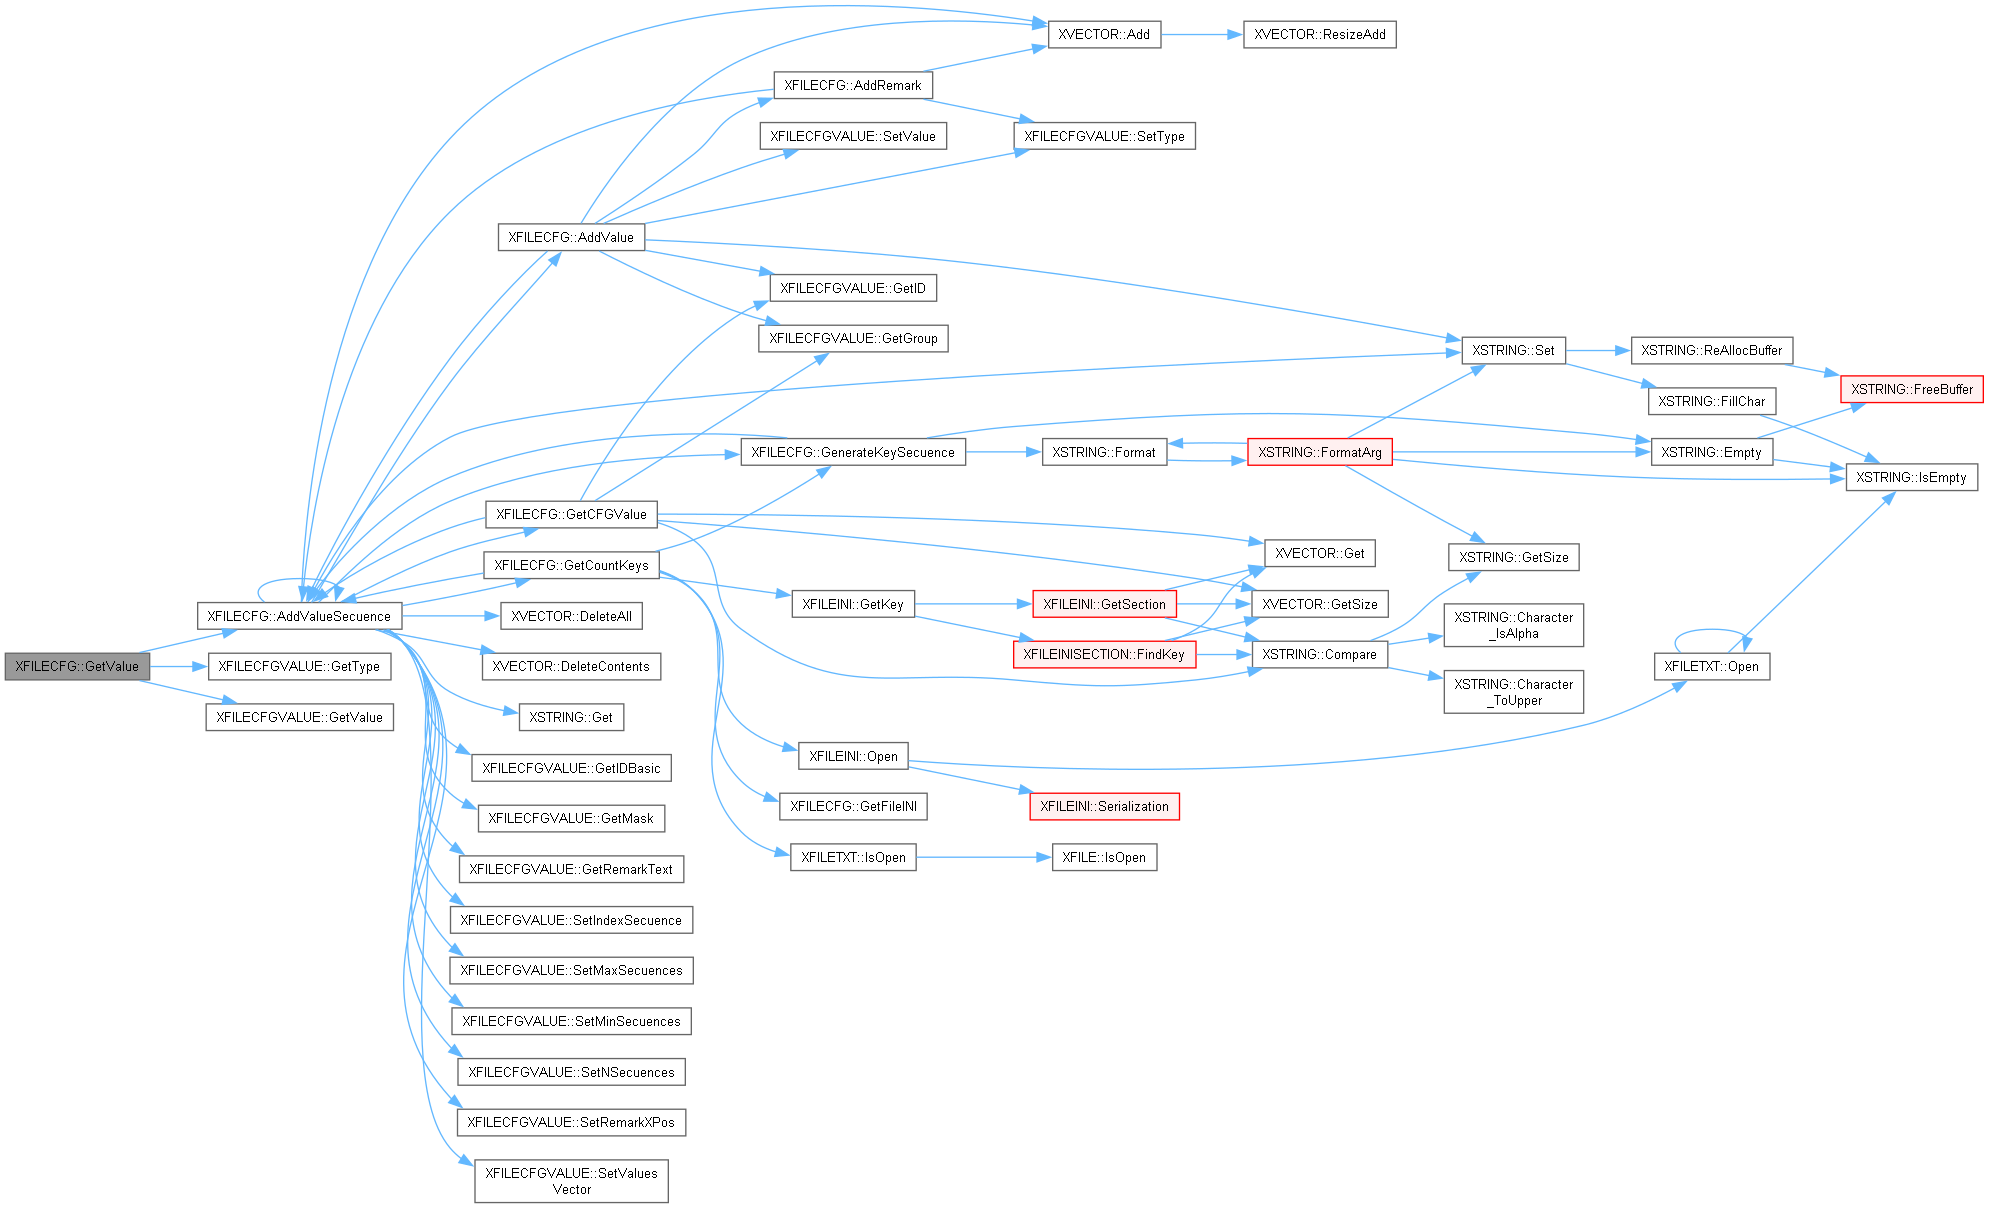 XVECTOR::Add
XVECTOR::ResizeAdd
XFILECFG::AddRemark
XFILECFGVALUE::SetValue
XFILECFGVALUE::SetType
XFILECFG::AddValue
XFILECFGVALUE::GetID
XFILECFGVALUE::GetGroup
XSTRING::Set
XSTRING::ReAllocBuffer
XSTRING::FreeBuffer
XSTRING::FillChar
XFILECFG::GenerateKeySecuence
XSTRING::Format
XSTRING::FormatArg
XSTRING::Empty
XSTRING::IsEmpty
XFILECFG::GetCFGValue
XVECTOR::Get
XSTRING::GetSize
XFILECFG::GetCountKeys
XFILEINI::GetKey
XFILEINI::GetSection
XVECTOR::GetSize
XFILECFG::AddValueSecuence
XVECTOR::DeleteAll
XSTRING::Character
_IsAlpha
XFILEINISECTION::FindKey
XSTRING::Compare
XFILECFG::GetValue
XFILECFGVALUE::GetType
XVECTOR::DeleteContents
XFILETXT::Open
XSTRING::Character
_ToUpper
XFILECFGVALUE::GetValue
XSTRING::Get
XFILEINI::Open
XFILECFGVALUE::GetIDBasic
XFILECFG::GetFileINI
XFILEINI::Serialization
XFILECFGVALUE::GetMask
XFILETXT::IsOpen
XFILE::IsOpen
XFILECFGVALUE::GetRemarkText
XFILECFGVALUE::SetIndexSecuence
XFILECFGVALUE::SetMaxSecuences
XFILECFGVALUE::SetMinSecuences
XFILECFGVALUE::SetNSecuences
XFILECFGVALUE::SetRemarkXPos
XFILECFGVALUE::SetValues
Vector